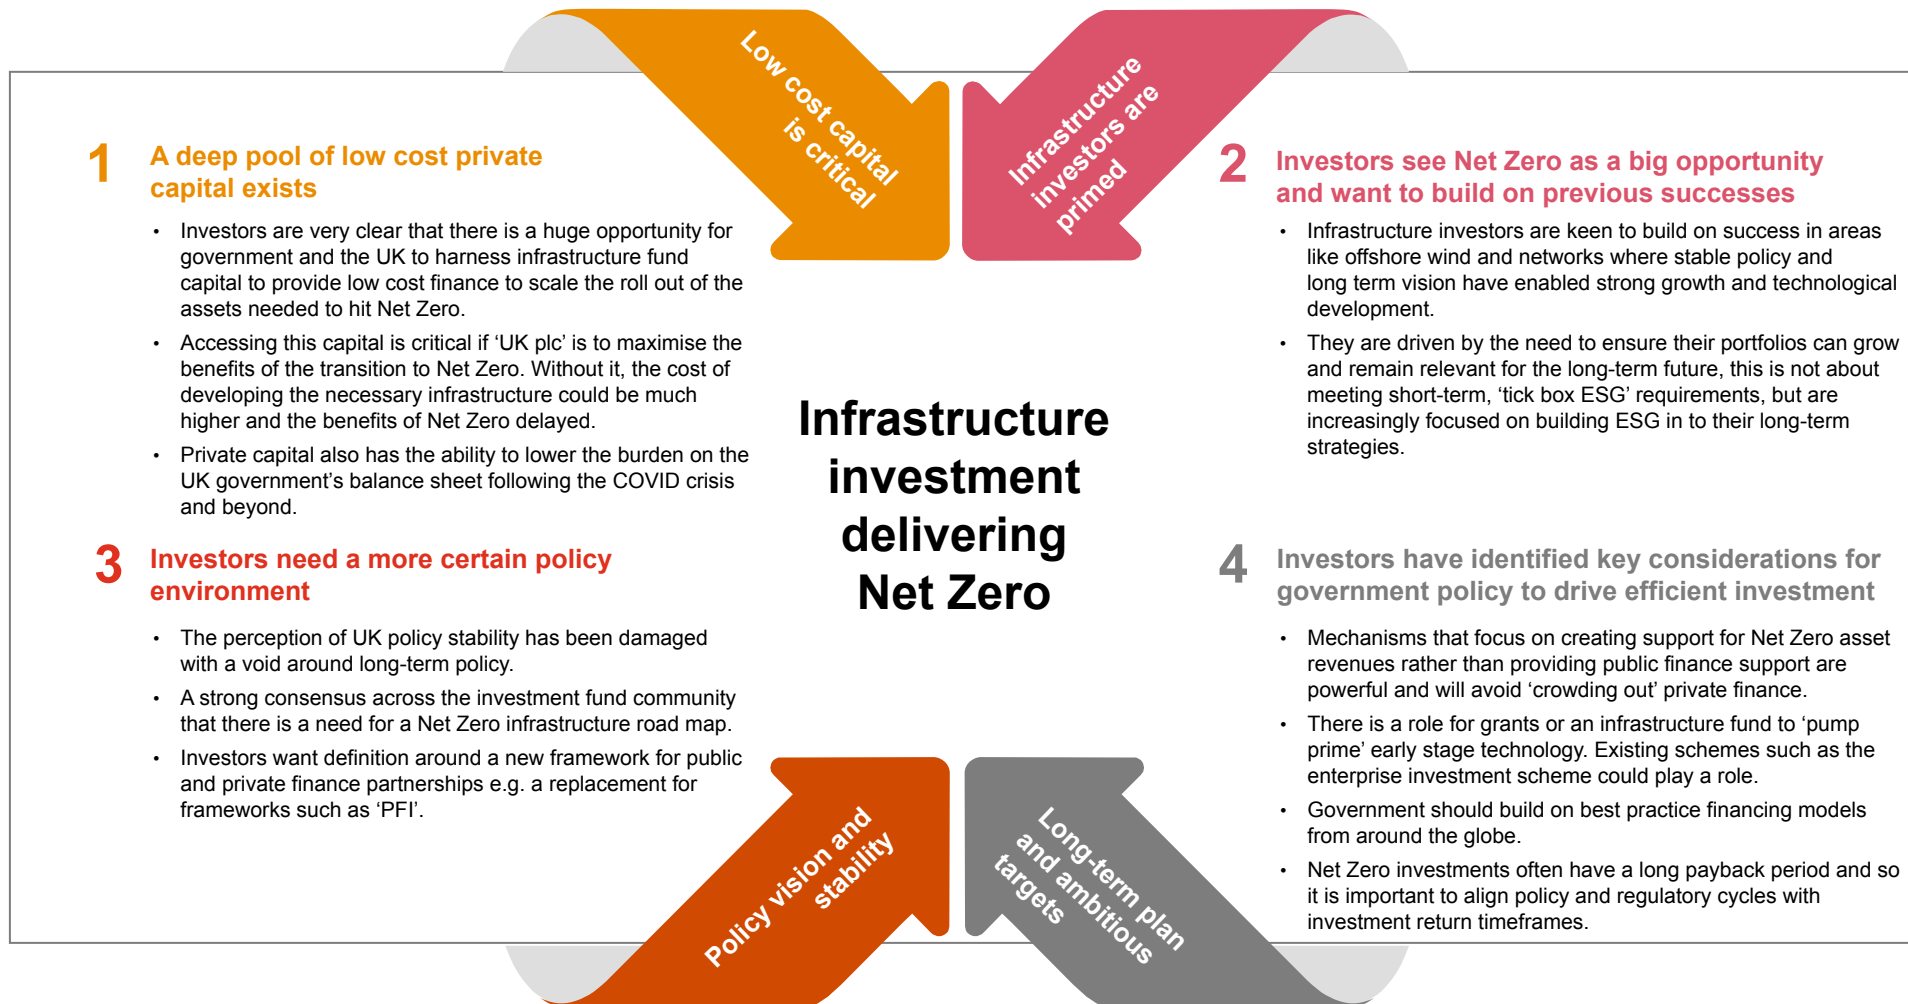 Low cost capital
is critical
Infrastructure
investors are
primed
1
A deep pool of low cost private
capital exists
• Investors are very clear that there is a huge opportunity for
government and the UK to harness infrastructure fund
capital to provide low cost finance to scale the roll out of the
assets needed to hit Net Zero.
• Accessing this capital is critical if ‘UK plc’ is to maximise the
benefits of the transition to Net Zero. Without it, the cost of
developing the necessary infrastructure could be much
higher and the benefits of Net Zero delayed.
• Private capital also has the ability to lower the burden on the
UK government’s balance sheet following the COVID crisis
and beyond.
2
Investors see Net Zero as a big opportunity
and want to build on previous successes
• Infrastructure investors are keen to build on success in areas
like offshore wind and networks where stable policy and
long term vision have enabled strong growth and technological
development.
• They are driven by the need to ensure their portfolios can grow
and remain relevant for the long-term future, this is not about
meeting short-term, ‘tick box ESG’ requirements, but are
increasingly focused on building ESG in to their long-term
strategies.
Infrastructure
investment
delivering
Net Zero
3
Investors need a more certain policy
environment
• The perception of UK policy stability has been damaged
with a void around long-term policy.
• A strong consensus across the investment fund community
that there is a need for a Net Zero infrastructure road map.
• Investors want definition around a new framework for public
and private finance partnerships e.g. a replacement for
frameworks such as ‘PFI’.
4
Investors have identified key considerations for
government policy to drive efficient investment
• Mechanisms that focus on creating support for Net Zero asset
revenues rather than providing public finance support are
powerful and will avoid ‘crowding out’ private finance.
• There is a role for grants or an infrastructure fund to ‘pump
prime’ early stage technology. Existing schemes such as the
enterprise investment scheme could play a role.
• Government should build on best practice financing models
from around the globe.
• Net Zero investments often have a long payback period and so
it is important to align policy and regulatory cycles with
investment return timeframes.
Policy vision and
stability
Long-term plan
and ambitious
targets